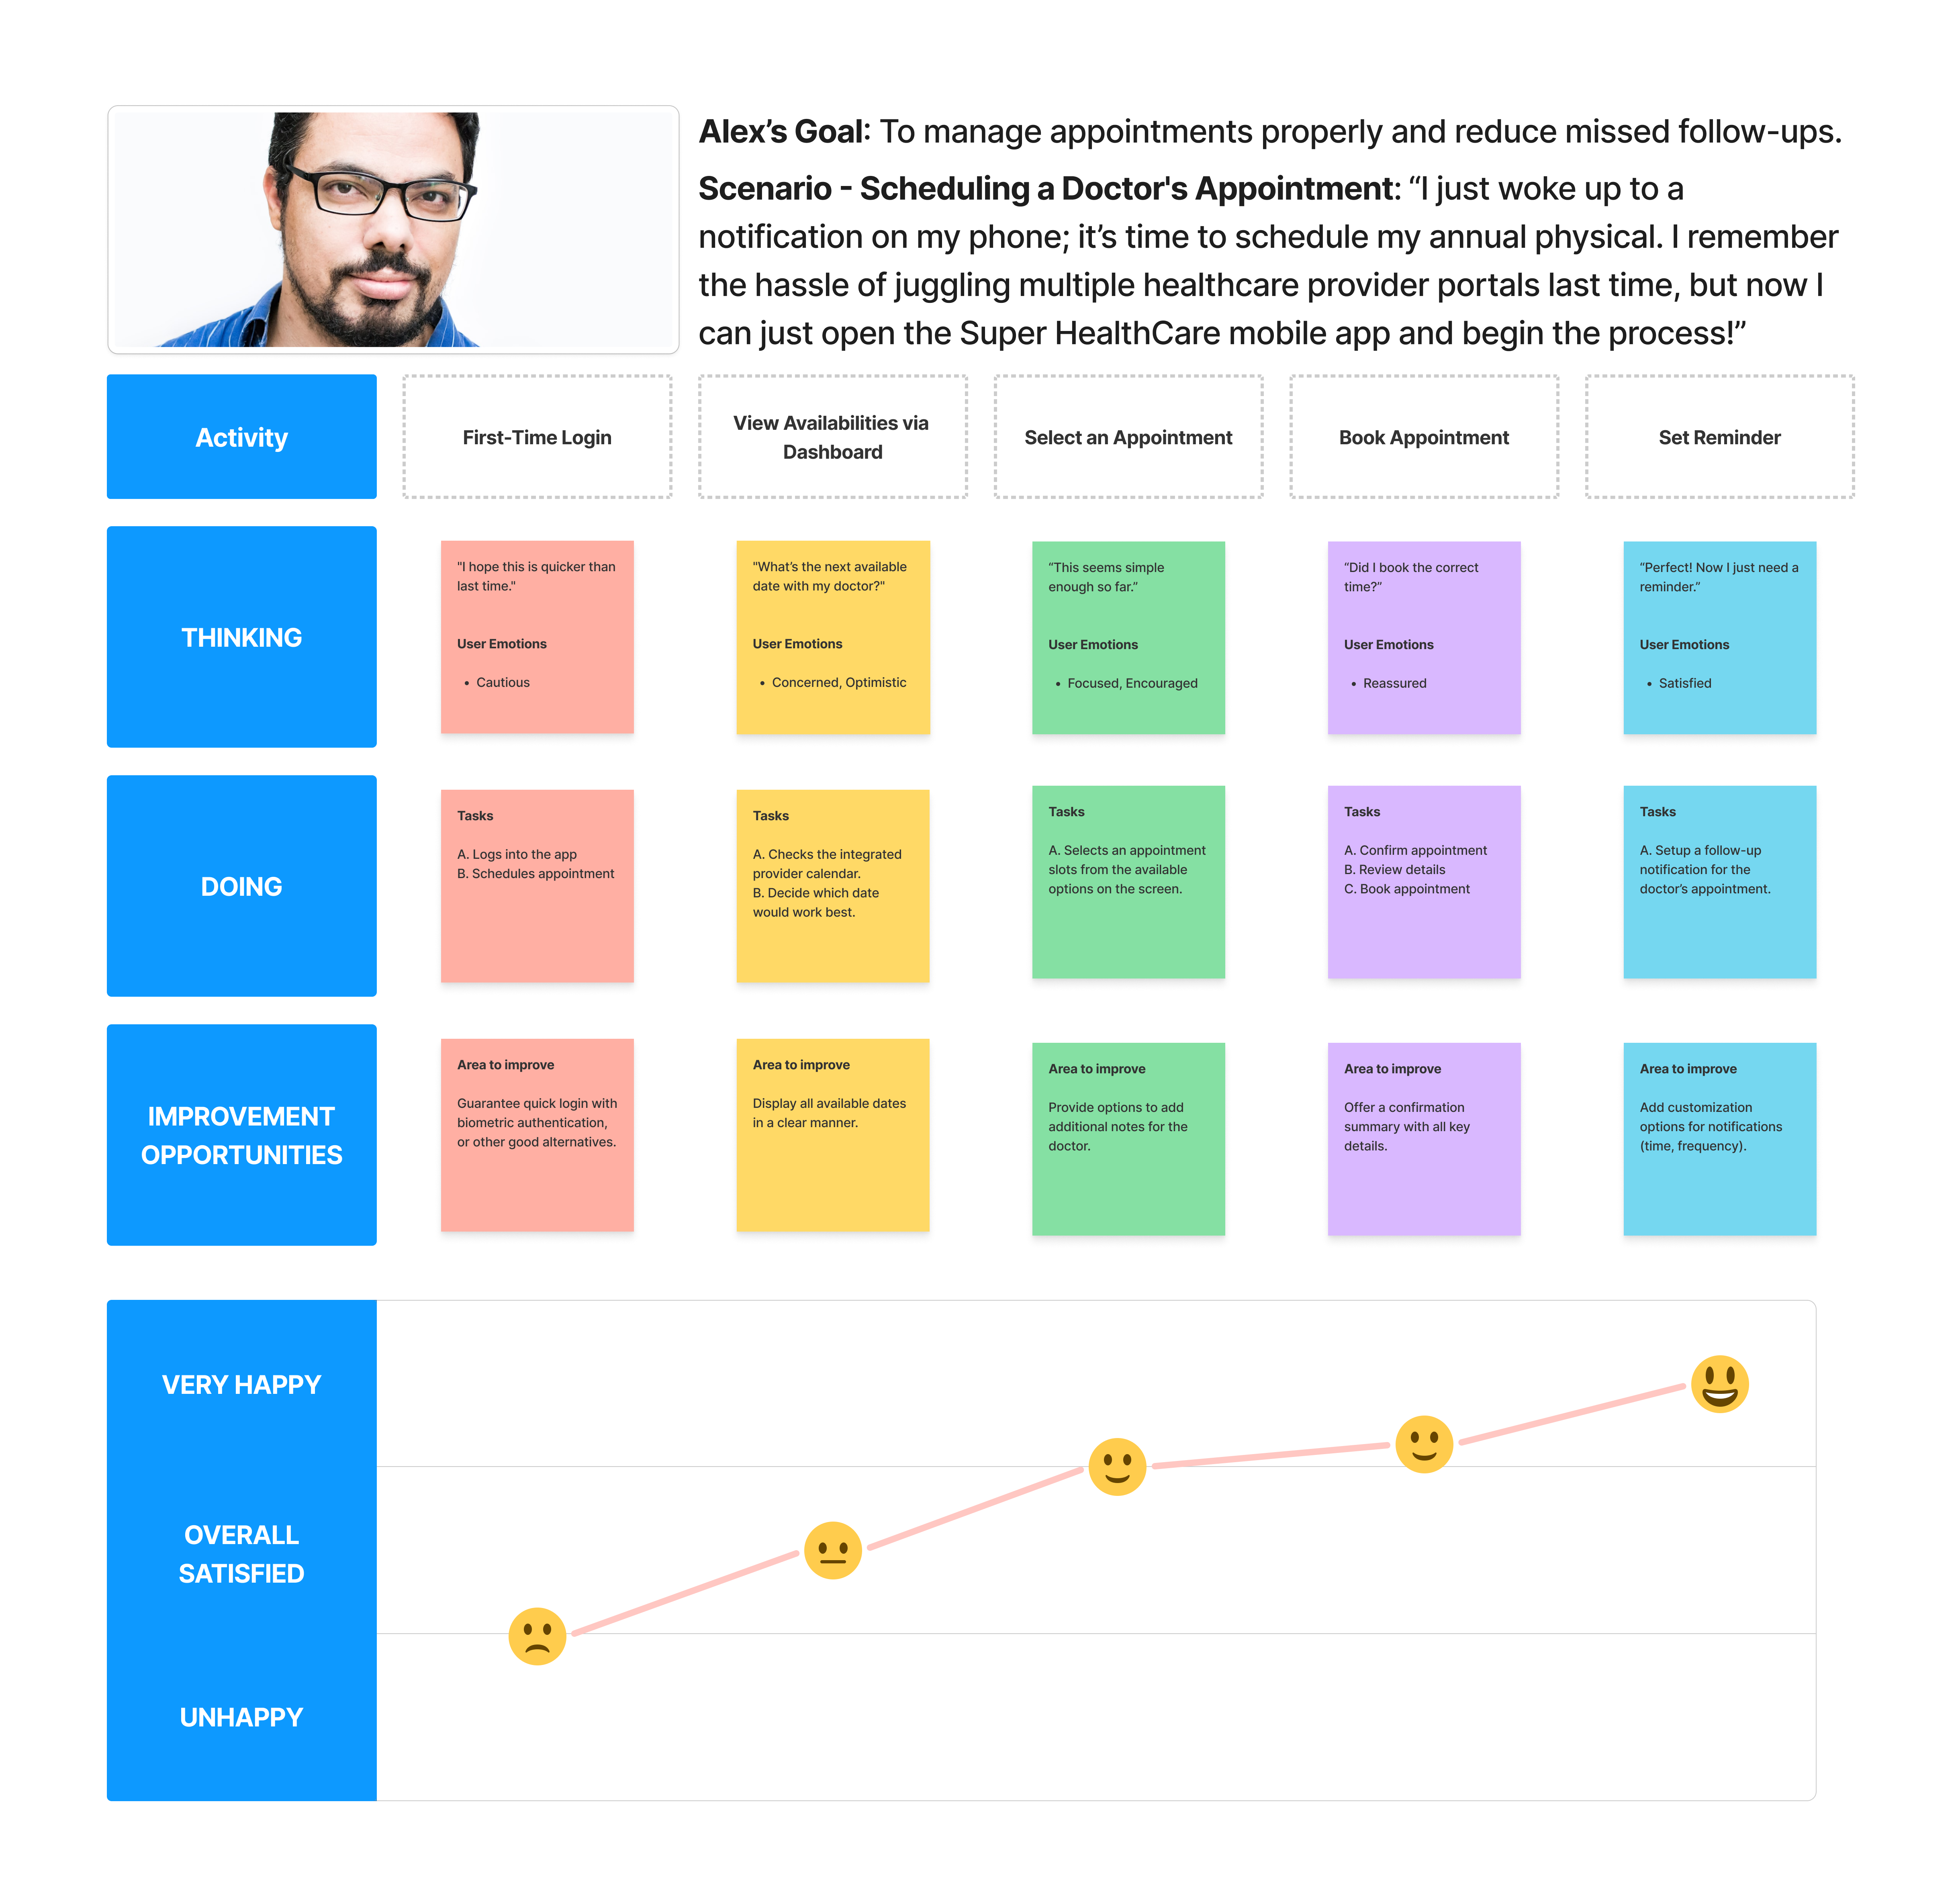 Alex’s Goal: To manage appointments properly and reduce missed follow-ups.
Scenario - Scheduling a Doctor's Appointment: “I just woke up to a
notification on my phone; it’s time to schedule my annual physical. I remember
the hassle of juggling multiple healthcare provider portals last time, but now I
can just open the Super HealthCare mobile app and begin the process!”
Activity
First-Time Login
View Availabilities via
Dashboard
Select an Appointment
Book Appointment
Set Reminder
THINKING
"I hope this is quicker than
last time."
User Emotions
• Cautious
"What’s the next available
date with my doctor?"
User Emotions
• Concerned, Optimistic
“This seems simple
enough so far.”
User Emotions
• Focused, Encouraged
“Did I book the correct
time?”
User Emotions
• Reassured
“Perfect! Now I just need a
reminder.”
User Emotions
• Satisfied
DOING
Tasks
A. Logs into the app
B. Schedules appointment
Tasks
A. Checks the integrated
provider calendar.
B. Decide which date
would work best.
Tasks
A. Selects an appointment
slots from the available
options on the screen.
Tasks
A. Confirm appointment
B. Review details
C. Book appointment
Tasks
A. Setup a follow-up
notification for the
doctor’s appointment.
IMPROVEMENT
OPPORTUNITIES
Area to improve
Guarantee quick login with
biometric authentication,
or other good alternatives.
Area to improve
Display all available dates
in a clear manner.
Area to improve
Provide options to add
additional notes for the
doctor.
Area to improve
Offer a confirmation
summary with all key
details.
Area to improve
Add customization
options for notifications
(time, frequency).
VERY HAPPY
OVERALL
SATISFIED
UNHAPPY